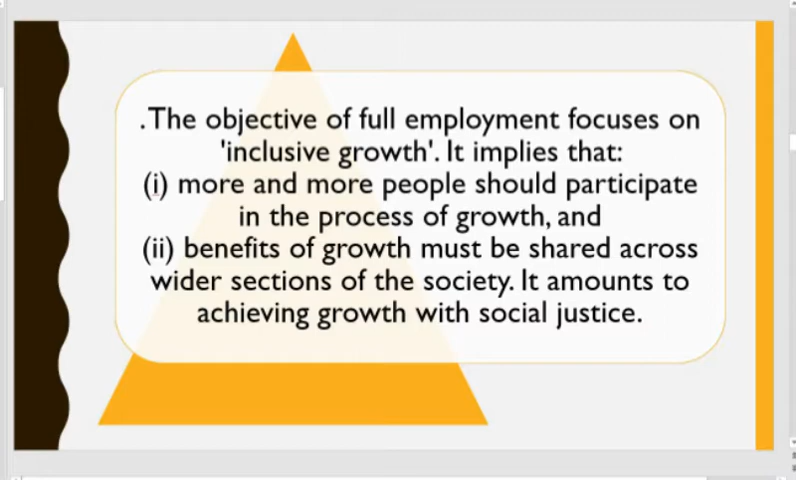 .The objective of full employment focuses on
'inclusive growth'. It implies that:
(i) more and more people should participate
in the process of growth, and
(ii) benefits of growth must be shared across
wider sections of the society. It amounts to
achieving growth with social justice.